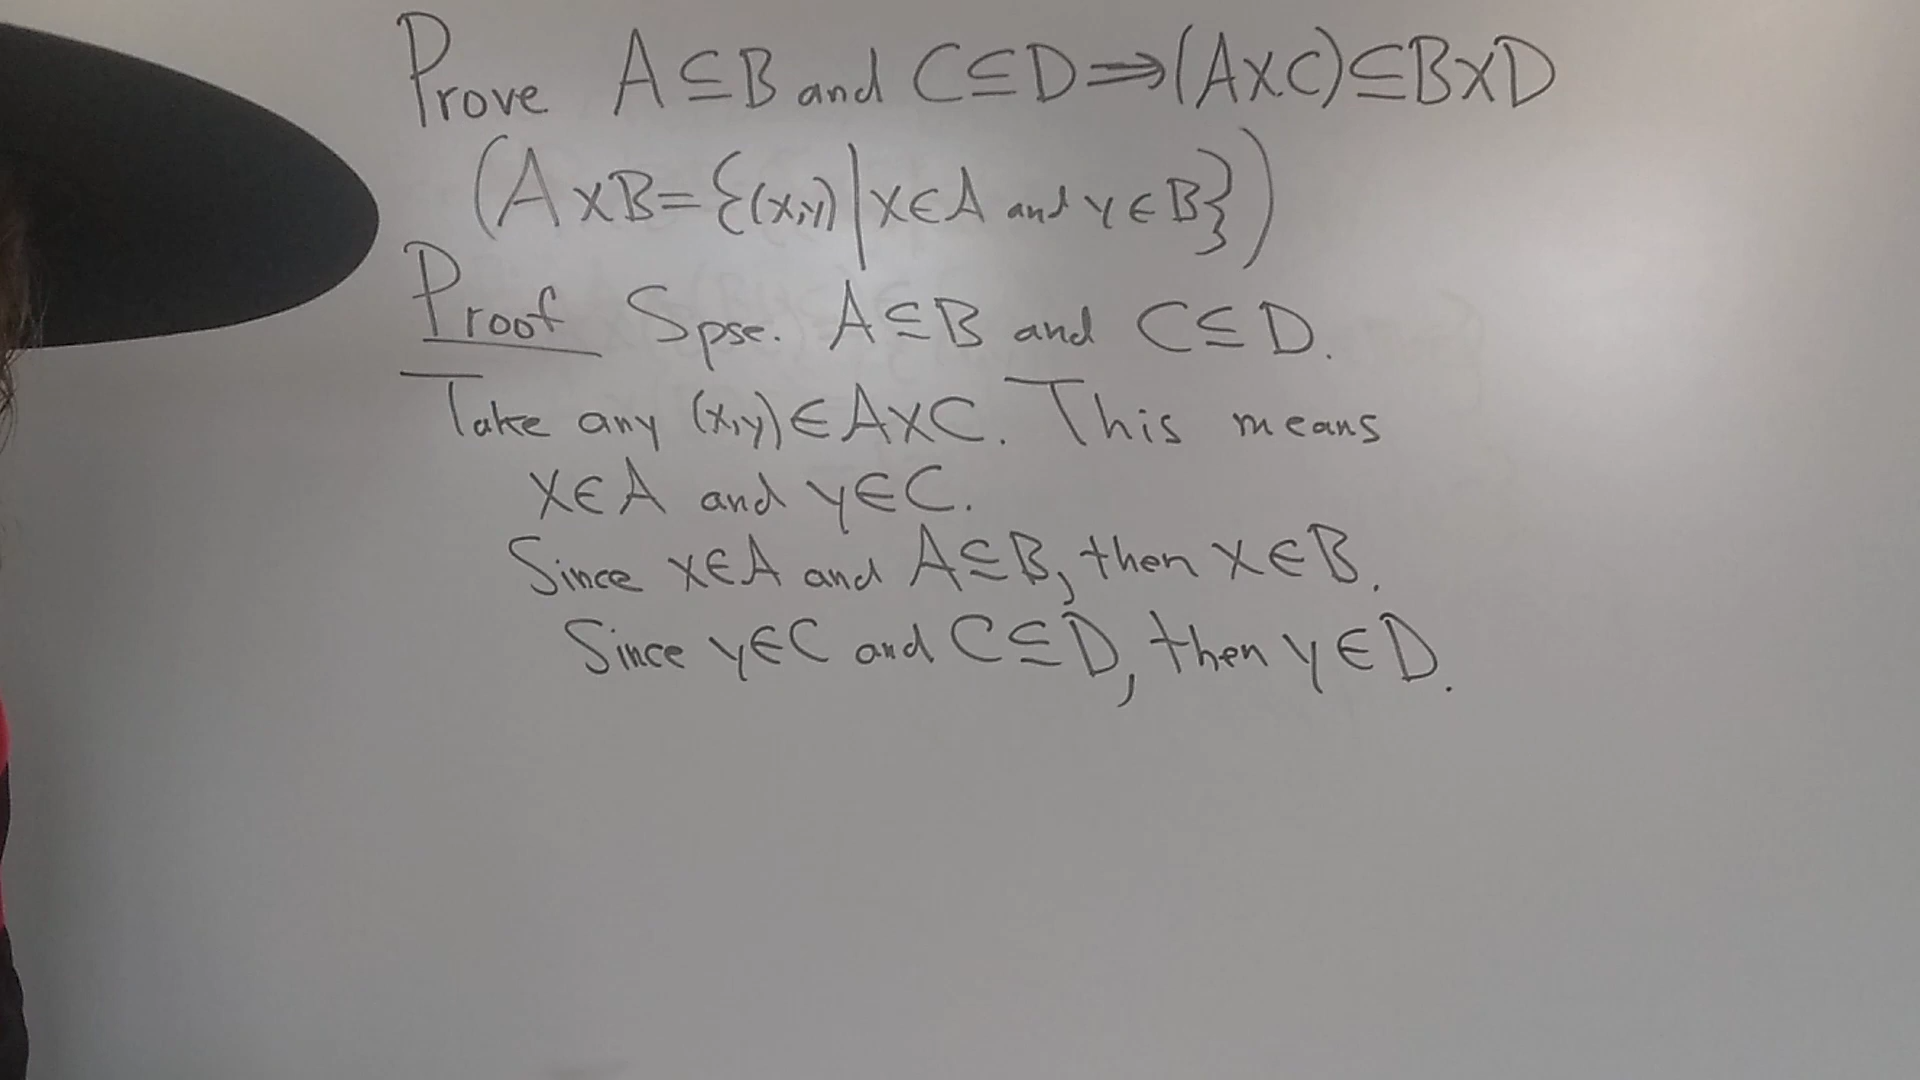 Prove A⊆B and C⊆D⇒(A×C)⊆B×D
(A×B={(x,y)|x∈A and y∈B})
Proof Spse. A⊆B and C⊆D.
Take any (x,y)∈A×C. This means
x∈A and y∈C.
Since x∈A and A⊆B, then x∈B.
Since y∈C and C⊆D, then y∈D.